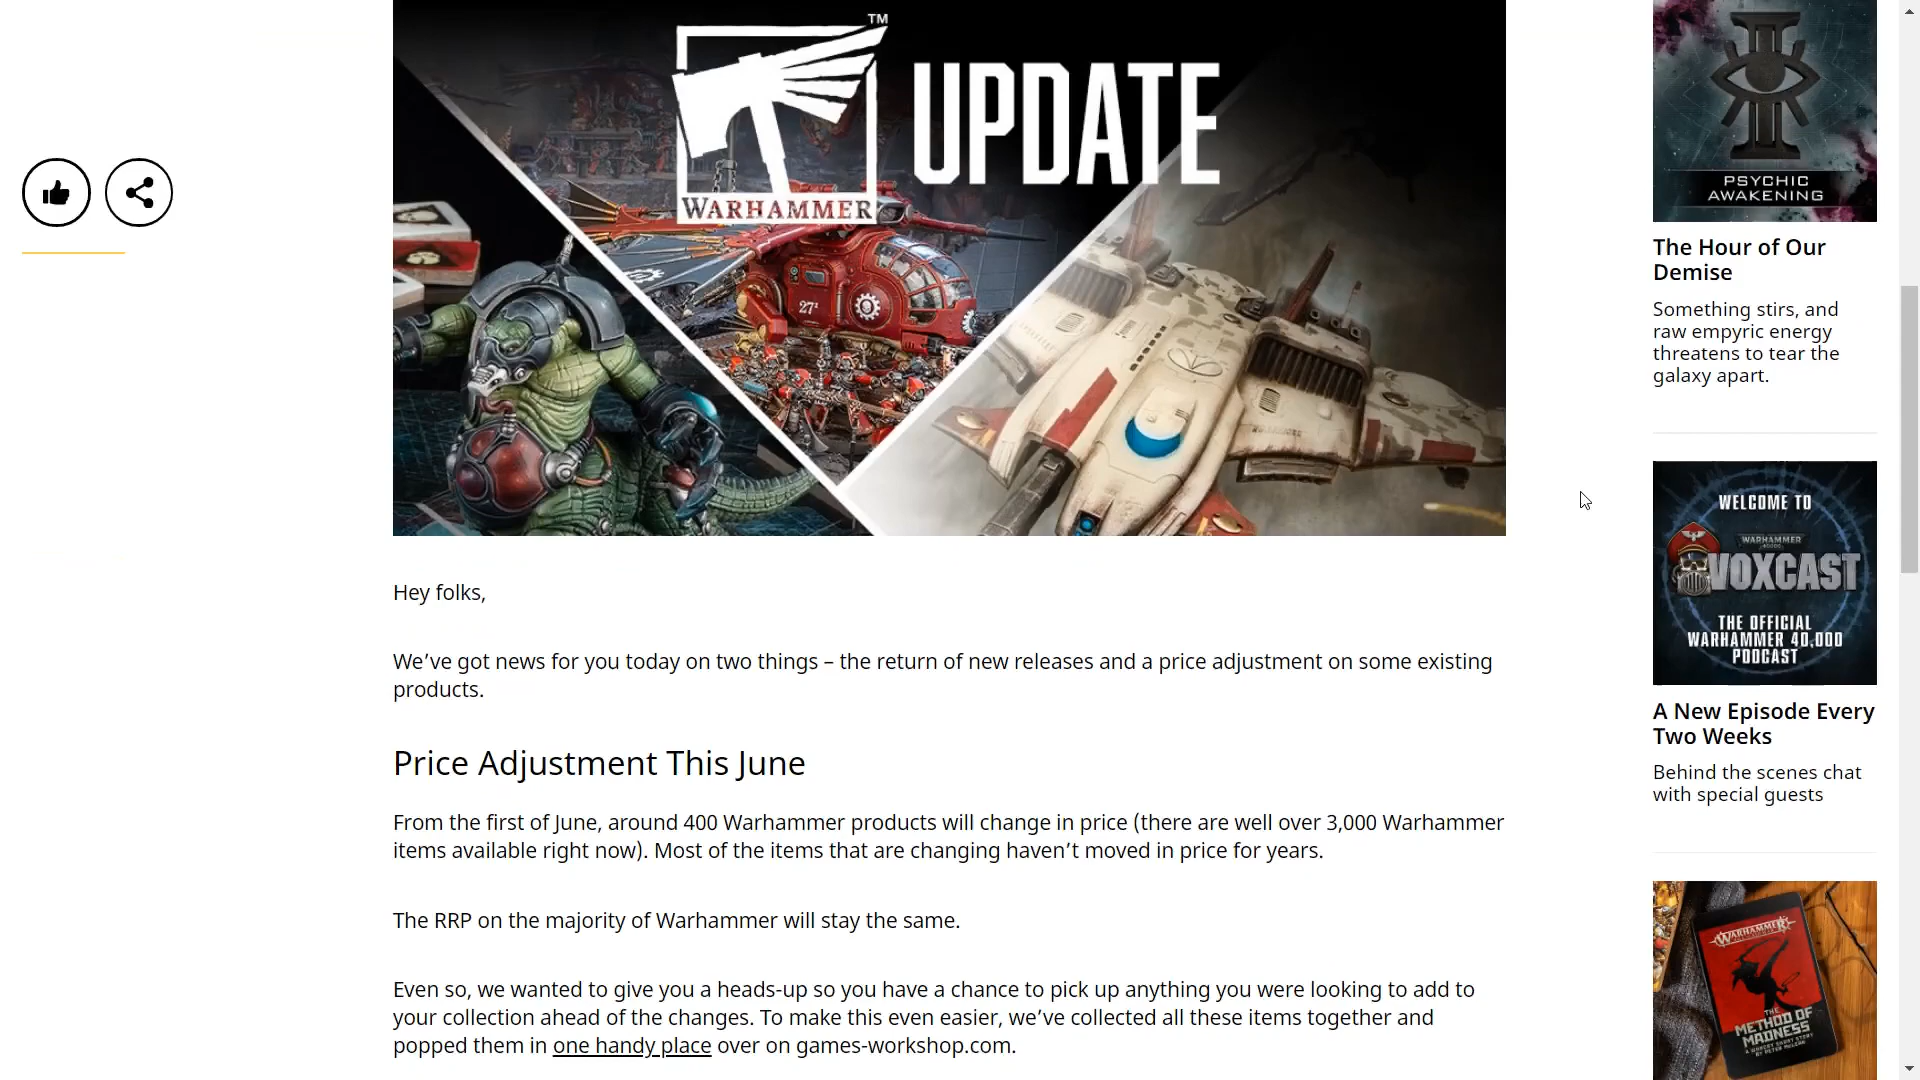 TM
WARHAMMER
UPDATE
27¹
Hey folks,
We’ve got news for you today on two things – the return of new releases and a price adjustment on some existing
products.
Price Adjustment This June
From the first of June, around 400 Warhammer products will change in price (there are well over 3,000 Warhammer
items available right now). Most of the items that are changing haven’t moved in price for years.
The RRP on the majority of Warhammer will stay the same.
Even so, we wanted to give you a heads-up so you have a chance to pick up anything you were looking to add to
your collection ahead of the changes. To make this even easier, we’ve collected all these items together and
popped them in one handy place over on games-workshop.com.
PSYCHIC
AWAKENING
The Hour of Our
Demise
Something stirs, and
raw empyric energy
threatens to tear the
galaxy apart.
WELCOME TO
WARHAMMER
VOXCAST
THE OFFICIAL
WARHAMMER 40,000
PODCAST
A New Episode Every
Two Weeks
Behind the scenes chat
with special guests
WARHAMMER
THE
METHOD OF
MADNESS